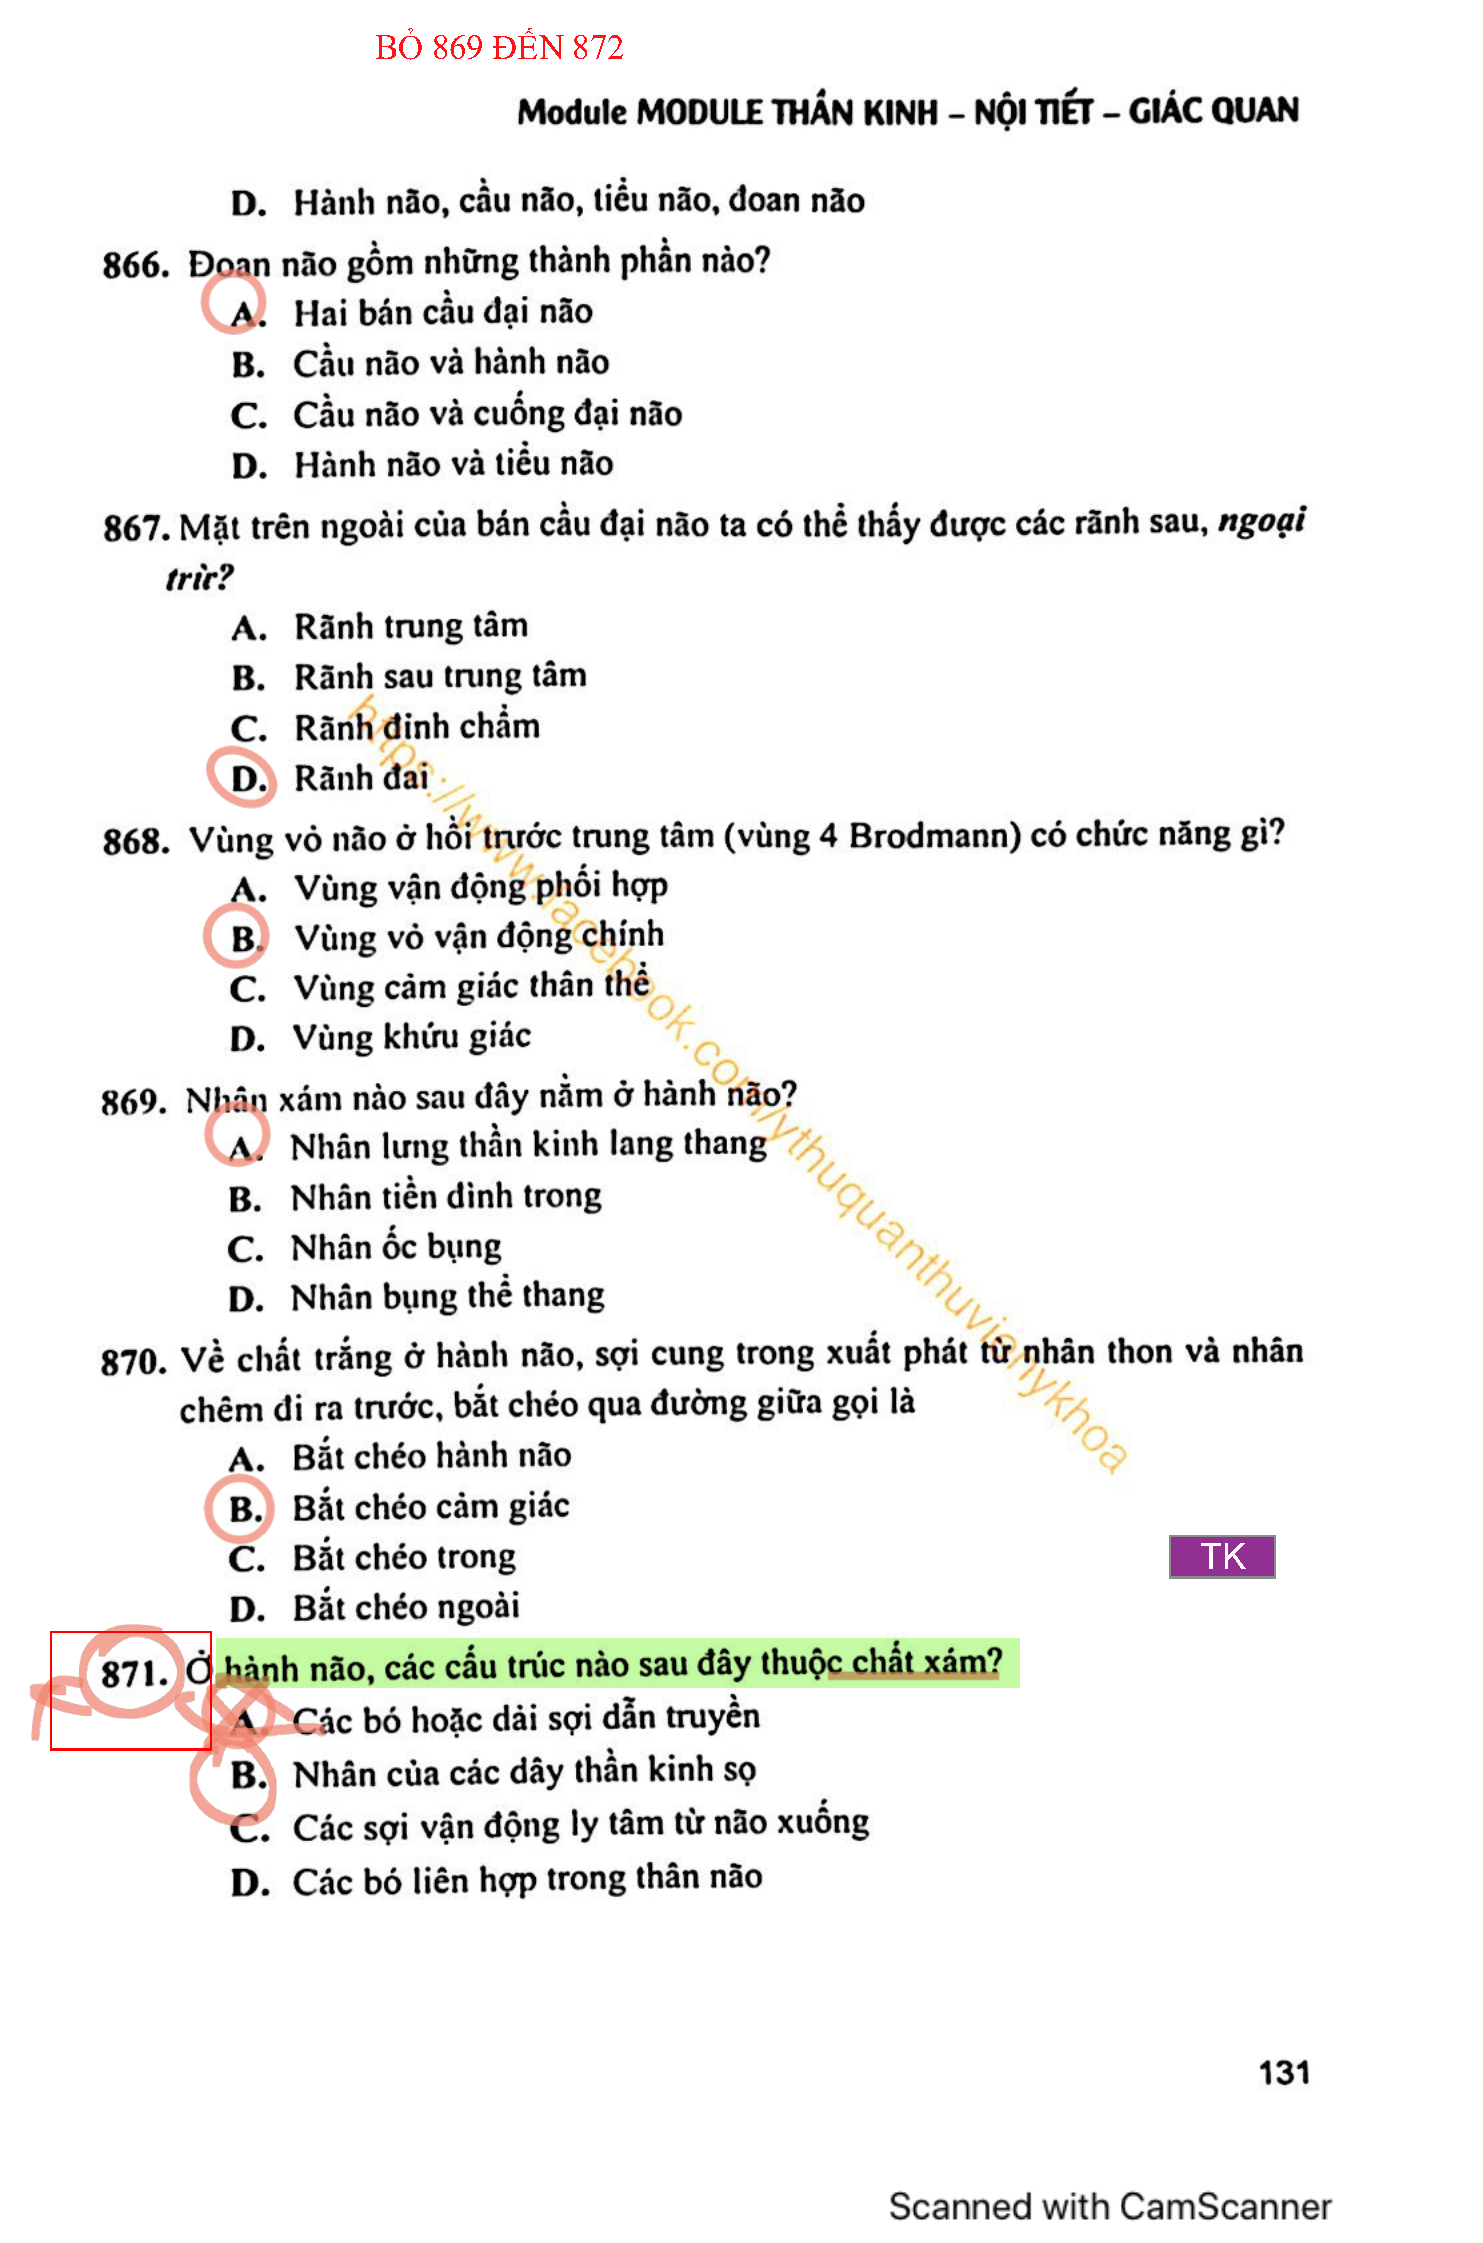 BỎ 869 ĐẾN 872
Module MODULE THẦN KINH – NỘI TIẾT – GIÁC QUAN
D. Hành não, cầu não, tiểu não, đoan não
866. Đoan não gồm những thành phần nào?
A. Hai bán cầu đại não
B. Cầu não và hành não
C. Cầu não và cuống đại não
D. Hành não và tiểu não
867. Mặt trên ngoài của bán cầu đại não ta có thể thấy được các rãnh sau, ngoại
trừ?
A. Rãnh trung tâm
B. Rãnh sau trung tâm
C. Rãnh đỉnh chẩm
D. Rãnh đai
868. Vùng vỏ não ở hồi trước trung tâm (vùng 4 Brodmann) có chức năng gì?
A. Vùng vận động phối hợp
B. Vùng vỏ vận động chính
C. Vùng cảm giác thân thể
D. Vùng khứu giác
869. Nhân xám nào sau đây nằm ở hành não?
A. Nhân lưng thần kinh lang thang
B. Nhân tiền đình trong
C. Nhân ốc bụng
D. Nhân bụng thể thang
870. Về chất trắng ở hành não, sợi cung trong xuất phát từ nhân thon và nhân
chêm đi ra trước, bắt chéo qua đường giữa gọi là
A. Bắt chéo hành não
B. Bắt chéo cảm giác
C. Bắt chéo trong
D. Bắt chéo ngoài
TK
871. Ở hành não, các cấu trúc nào sau đây thuộc chất xám?
A. Các bó hoặc dải sợi dẫn truyền
B. Nhân của các dây thần kinh sọ
C. Các sợi vận động ly tâm từ não xuống
D. Các bó liên hợp trong thân não
https://www.facebook.com/ythuquanthuvienykhoa
131
Scanned with CamScanner